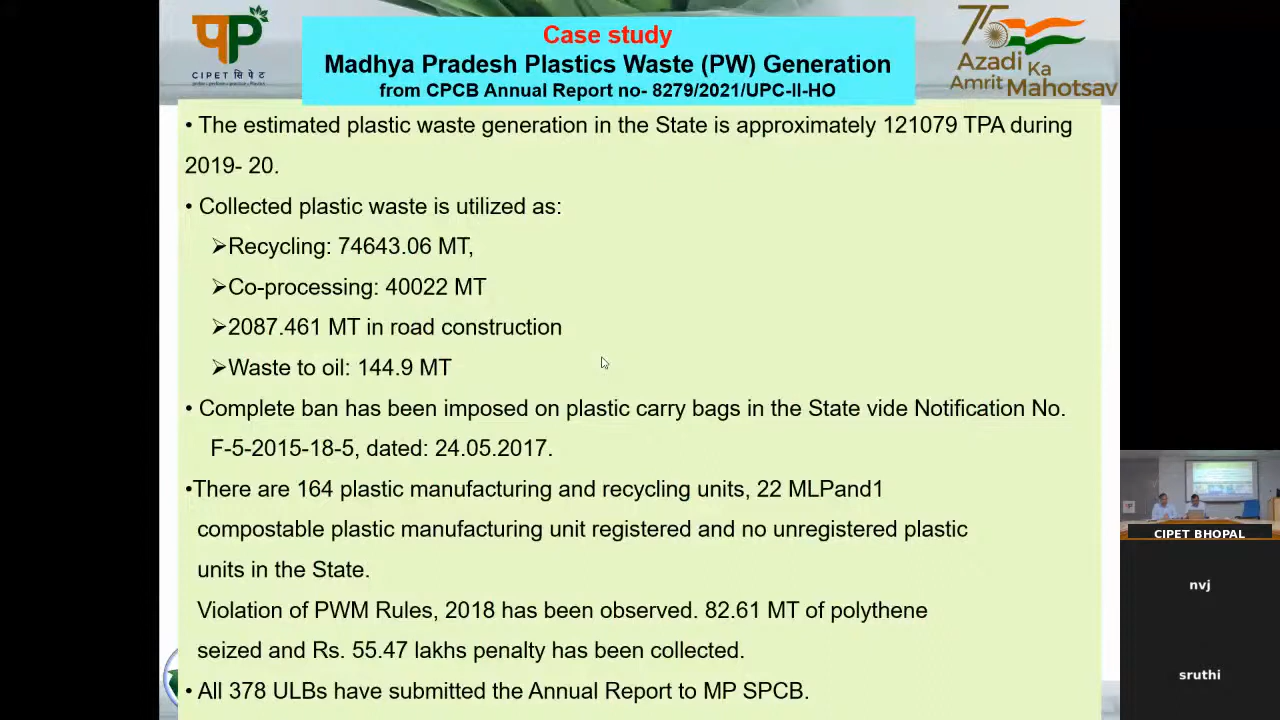 CIPET सिपेट
75
Azadi Ka
Amrit Mahotsav
Case study
Madhya Pradesh Plastics Waste (PW) Generation
from CPCB Annual Report no- 8279/2021/UPC-II-HO
• The estimated plastic waste generation in the State is approximately 121079 TPA during
2019- 20.
• Collected plastic waste is utilized as:
➢Recycling: 74643.06 MT,
➢Co-processing: 40022 MT
➢2087.461 MT in road construction
➢Waste to oil: 144.9 MT
• Complete ban has been imposed on plastic carry bags in the State vide Notification No.
F-5-2015-18-5, dated: 24.05.2017.
•There are 164 plastic manufacturing and recycling units, 22 MLPand1
compostable plastic manufacturing unit registered and no unregistered plastic
units in the State.
Violation of PWM Rules, 2018 has been observed. 82.61 MT of polythene
seized and Rs. 55.47 lakhs penalty has been collected.
• All 378 ULBs have submitted the Annual Report to MP SPCB.
CIPET BHOPAL
nvj
sruthi